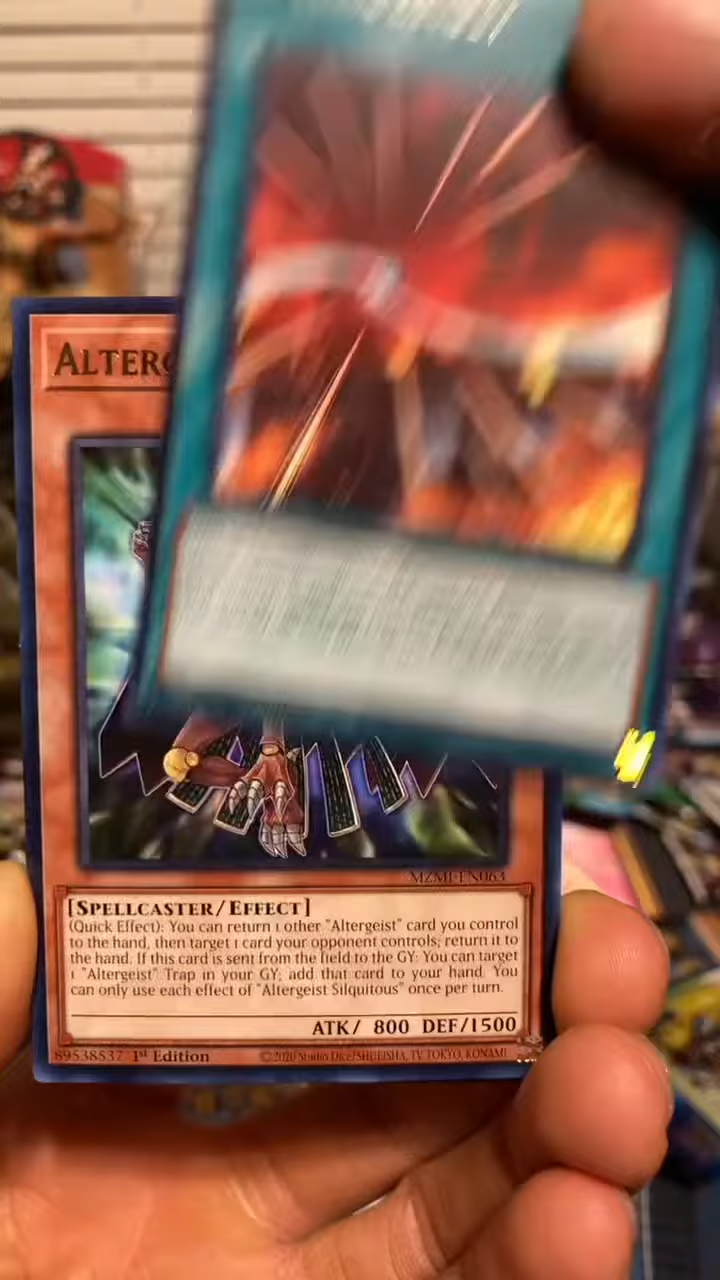 ALTERG
MZMI-EN063
[SPELLCASTER/EFFECT]
(Quick Effect): You can return 1 other "Altergeist" card you control
to the hand, then target 1 card your opponent controls; return it to
the hand. If this card is sent from the field to the GY: You can target
1 "Altergeist" Trap in your GY; add that card to your hand. You
can only use each effect of "Altergeist Silquitous" once per turn.
ATK/ 800 DEF/1500
89538537 1st Edition ©2020 Studio Dice/SHUEISHA, TV TOKYO, KONAMI